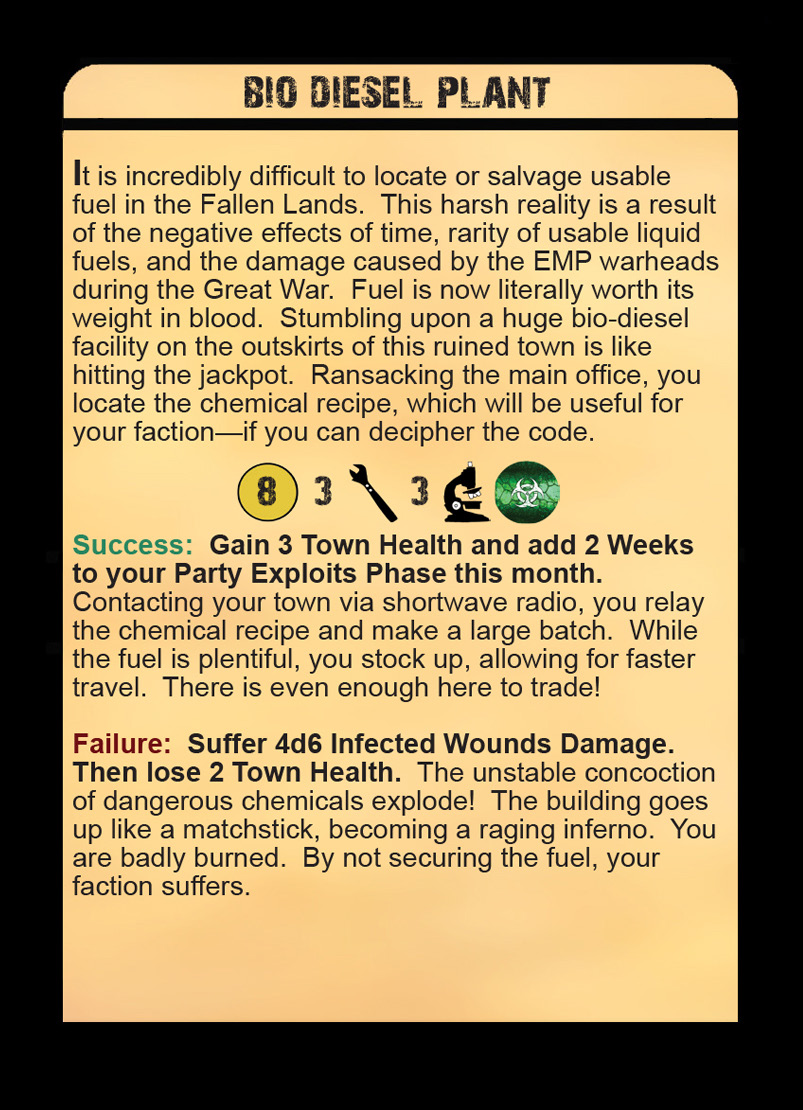 BIO DIESEL PLANT
It is incredibly difficult to locate or salvage usable
fuel in the Fallen Lands.  This harsh reality is a result
of the negative effects of time, rarity of usable liquid
fuels, and the damage caused by the EMP warheads
during the Great War.  Fuel is now literally worth its
weight in blood.  Stumbling upon a huge bio-diesel
facility on the outskirts of this ruined town is like
hitting the jackpot.  Ransacking the main office, you
locate the chemical recipe, which will be useful for
your faction—if you can decipher the code.
8 3 3
Success:  Gain 3 Town Health and add 2 Weeks
to your Party Exploits Phase this month.
Contacting your town via shortwave radio, you relay
the chemical recipe and make a large batch.  While
the fuel is plentiful, you stock up, allowing for faster
travel.  There is even enough here to trade!
Failure:  Suffer 4d6 Infected Wounds Damage.
Then lose 2 Town Health.  The unstable concoction
of dangerous chemicals explode!  The building goes
up like a matchstick, becoming a raging inferno.  You
are badly burned.  By not securing the fuel, your
faction suffers.